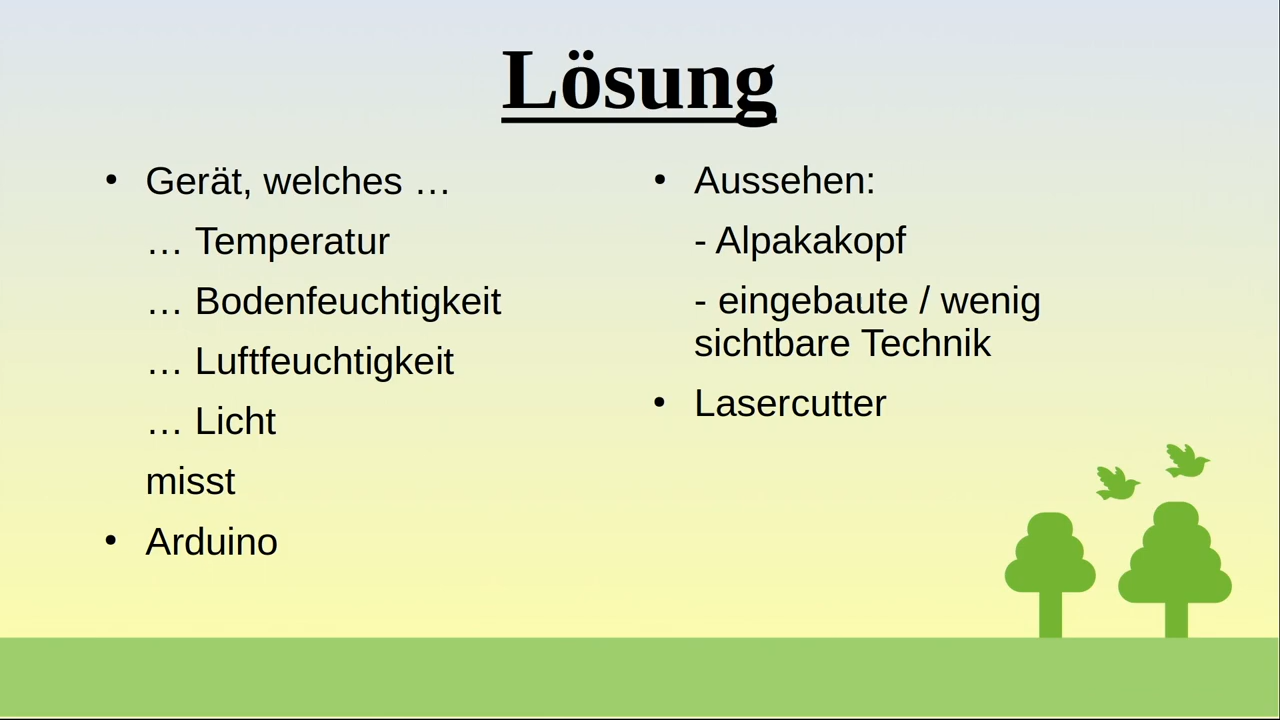 Lösung
• Gerät, welches …
… Temperatur
… Bodenfeuchtigkeit
… Luftfeuchtigkeit
… Licht
misst
• Arduino
• Aussehen:
- Alpakakopf
- eingebaute / wenig
sichtbare Technik
• Lasercutter